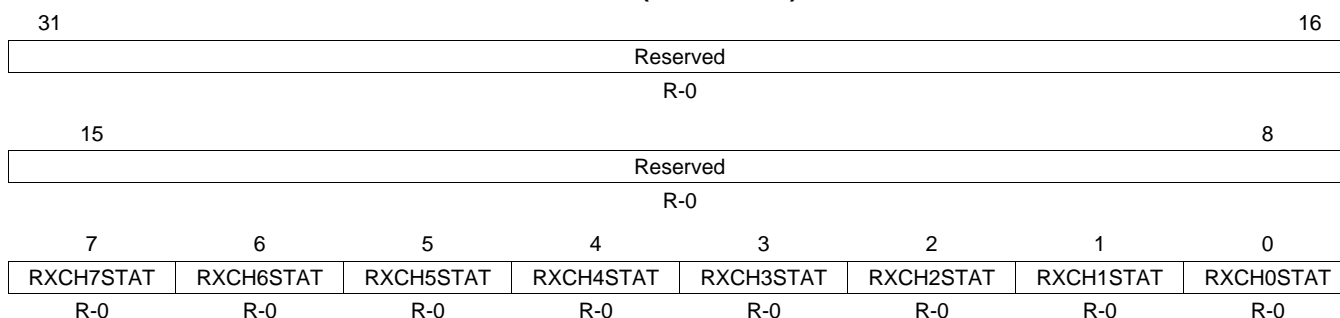 31 16
Reserved
R-0
15 8
Reserved
R-0
7 6 5 4 3 2 1 0
RXCH7STAT RXCH6STAT RXCH5STAT RXCH4STAT RXCH3STAT RXCH2STAT RXCH1STAT RXCH0STAT
R-0 R-0 R-0 R-0 R-0 R-0 R-0 R-0